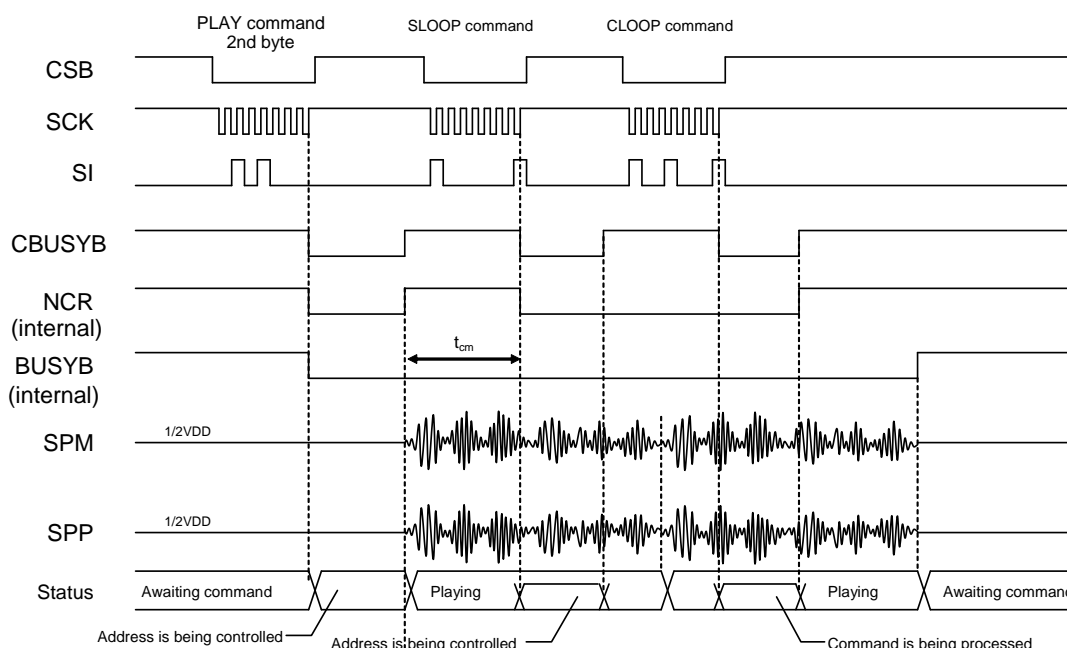 PLAY command
2nd byte
SLOOP command
CLOOP command
CSB
SCK
SI
CBUSYB
NCR
(internal)
tcm
BUSYB
(internal)
SPM
1/2VDD
SPP
1/2VDD
Status
Awaiting command
Playing
Playing
Awaiting command
Address is being controlled
Address is being controlled
Command is being processed